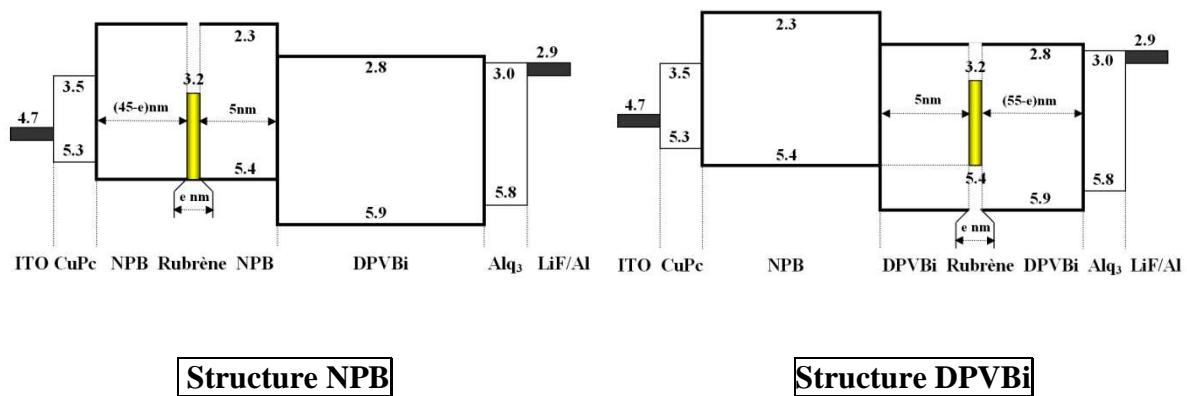 2.3
3.2
2.8
2.9
3.0
3.5
(45-e)nm
5nm
4.7
5.3
5.4
5.8
5.9
e nm
ITO CuPc NPB Rubrène NPB DPVBi Alq₃ LiF/Al
Structure NPB
2.3
2.8
2.9
3.0
3.2
3.5
5nm
(55-e)nm
4.7
5.3
5.4
5.4
5.8
5.9
e nm
ITO CuPc NPB DPVBi Rubrène DPVBi Alq₃ LiF/Al
Structure DPVBi